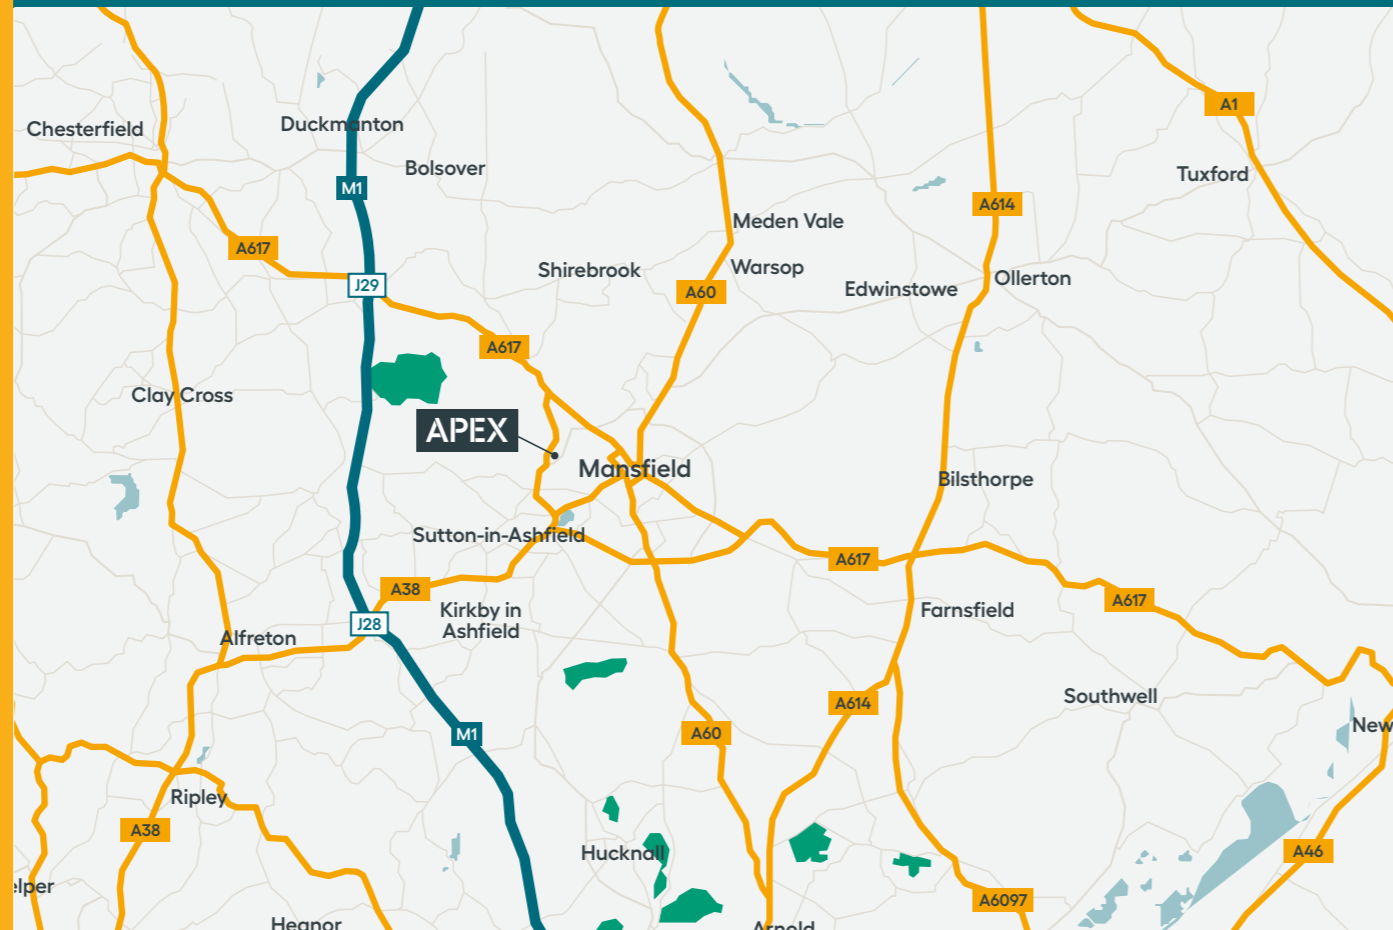 A1
Chesterfield
Duckmanton
Bolsover
Tuxford
M1
A614
Meden Vale
A617
Shirebrook
Warsop
Ollerton
J29
A60
Edwinstowe
A617
Clay Cross
APEX
Mansfield
Bilsthorpe
Sutton-in-Ashfield
A617
A38
A617
Kirkby in
Ashfield
Farnsfield
J28
Alfreton
Southwell
A614
New
M1
A60
Ripley
A38
Hucknall
A46
elper
A6097
Heanor
Arnold